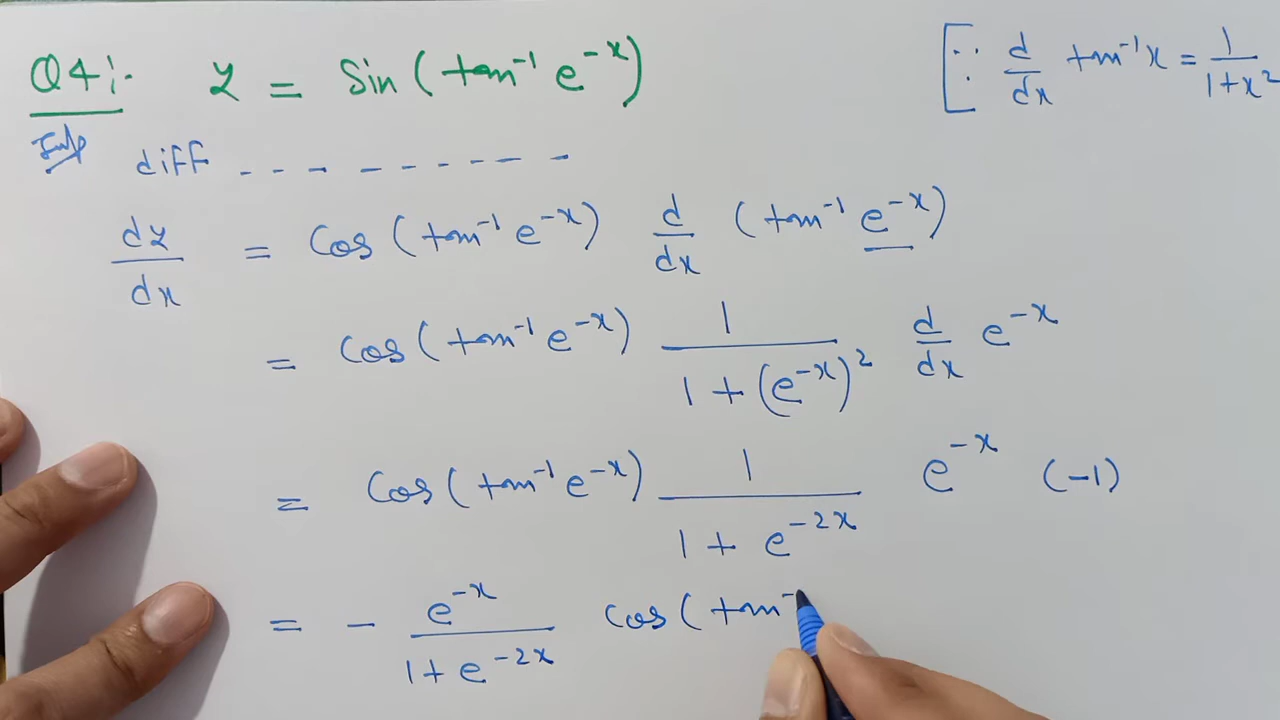 Q4:- y = Sin(tan⁻¹ e⁻ˣ)
[∵ d/dx tan⁻¹x = 1/1+x²
diff ----------
dy/dx = Cos(tan⁻¹ e⁻ˣ) d/dx (tan⁻¹ e⁻ˣ)
= Cos(tan⁻¹ e⁻ˣ) 1/1+(e⁻ˣ)² d/dx e⁻ˣ
= Cos(tan⁻¹ e⁻ˣ) 1/1+e⁻²ˣ e⁻ˣ (-1)
= - e⁻ˣ/1+e⁻²ˣ Cos(tan⁻